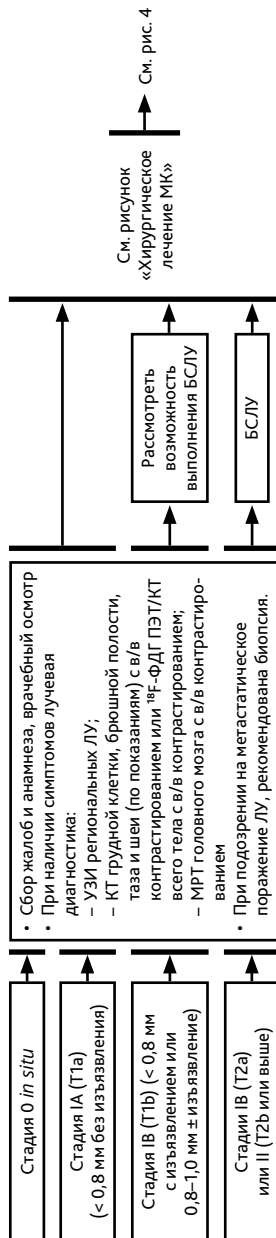 Стадия 0 in situ
Стадия IA (T1a)
(< 0,8 мм без изъязвления)
Стадия IB (T1b) (< 0,8 мм
с изъязвлением или
0,8–1,0 мм ± изъязвление)
Стадии IB (T2a)
или II (T2b или выше)
• Сбор жалоб и анамнеза, врачебный осмотр
• При наличии симптомов лучевая
диагностика:
– УЗИ региональных ЛУ;
– КТ грудной клетки, брюшной полости,
таза и шеи (по показаниям) с в/в
контрастированием или ¹⁸F-ФДГ ПЭТ/КТ
всего тела с в/в контрастированием;
– МРТ головного мозга с в/в контрастиро-
ванием
• При подозрении на метастатическое
поражение ЛУ, рекомендована биопсия.
Рассмотреть
возможность
выполнения БСЛУ
БСЛУ
См. рисунок
«Хирургическое
лечение МК»
См. рис. 4